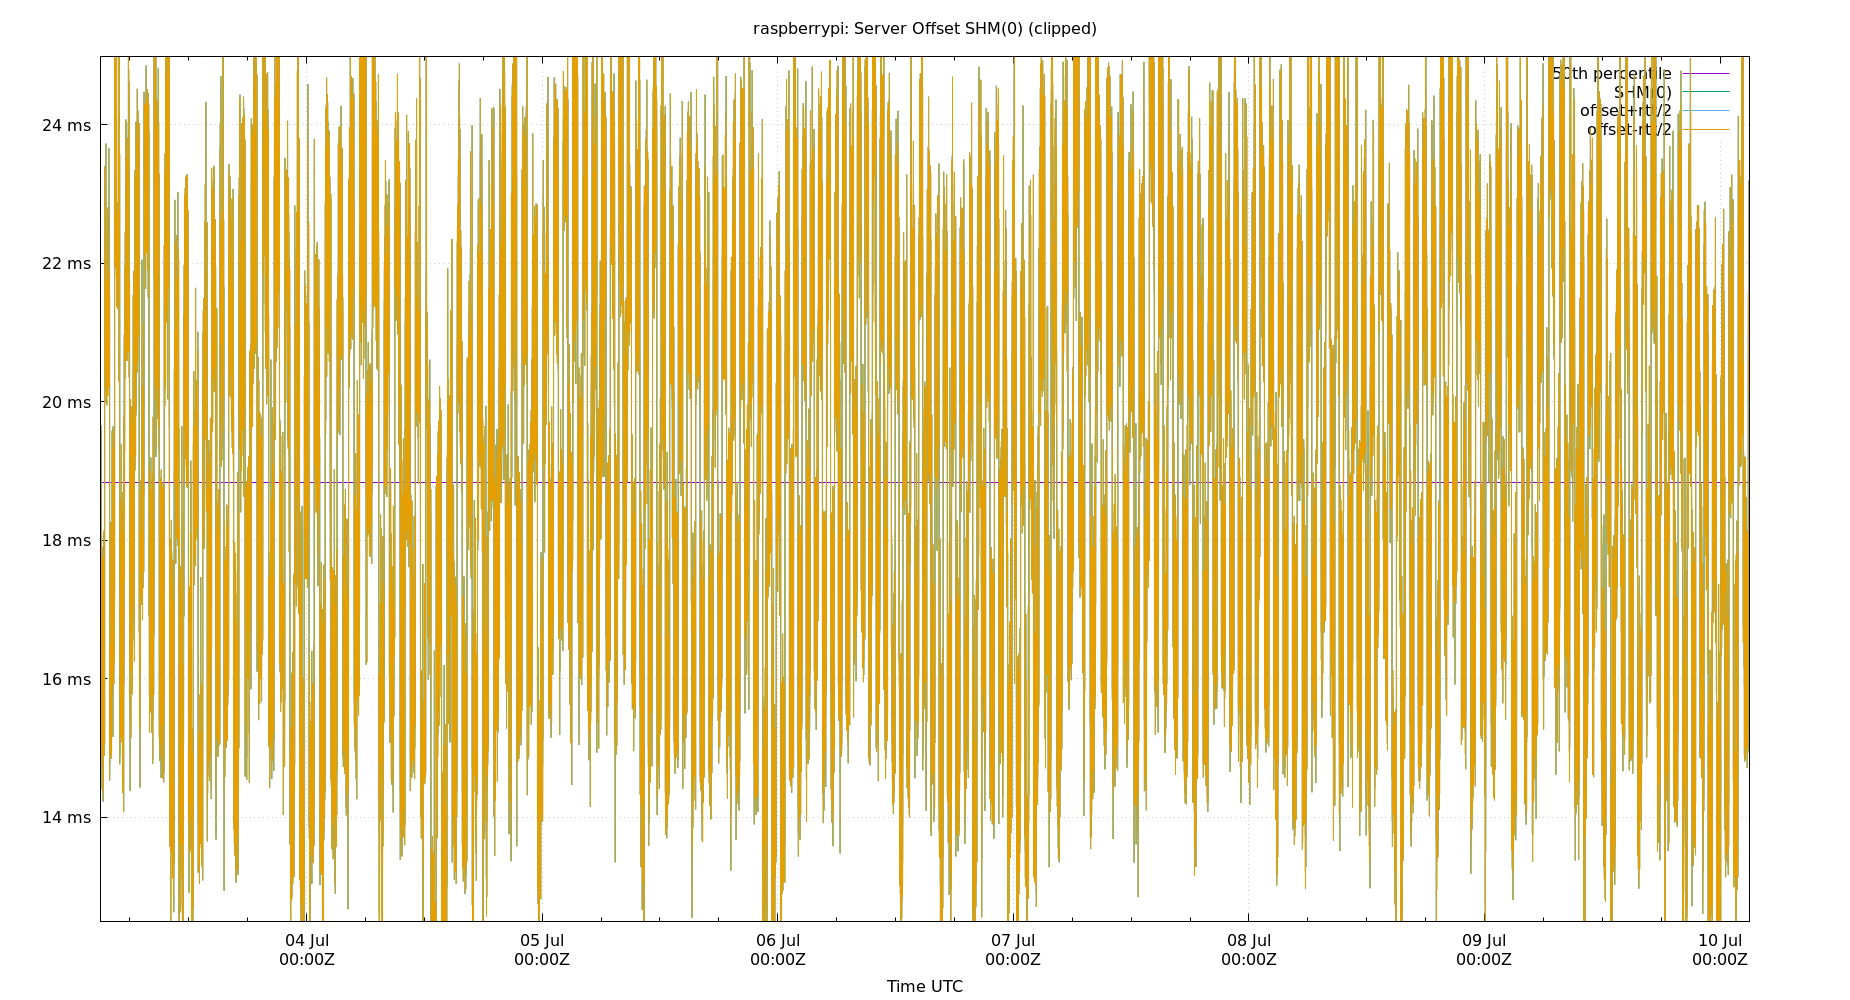 raspberrypi: Server Offset SHM(0) (clipped)
50th percentile
SHM(0)
offset+rtt/2
offset-rtt/2
24 ms
22 ms
20 ms
18 ms
16 ms
14 ms
04 Jul 05 Jul 06 Jul 07 Jul 08 Jul 09 Jul 10 Jul
00:00Z 00:00Z 00:00Z 00:00Z 00:00Z 00:00Z 00:00Z
Time UTC